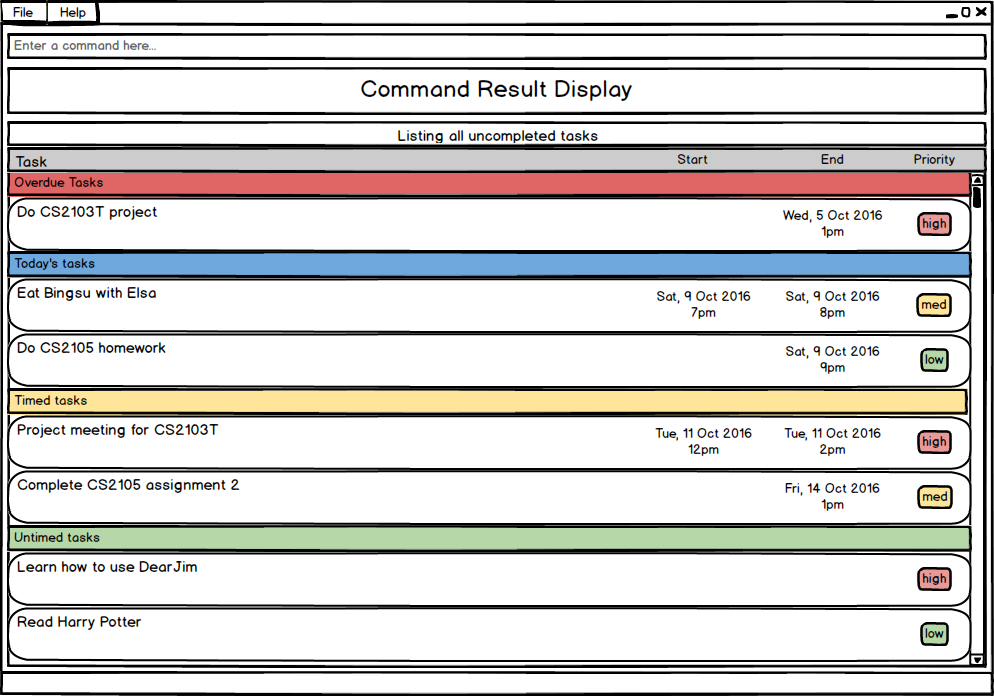 File Help
Enter a command here...
Command Result Display
Listing all uncompleted tasks
Task Start End Priority
Overdue Tasks
Do CS2103T project Wed, 5 Oct 2016 high
1pm
Today's tasks
Eat Bingsu with Elsa Sat, 9 Oct 2016 Sat, 9 Oct 2016 med
7pm 8pm
Do CS2105 homework Sat, 9 Oct 2016 low
9pm
Timed tasks
Project meeting for CS2103T Tue, 11 Oct 2016 Tue, 11 Oct 2016 high
12pm 2pm
Complete CS2105 assignment 2 Fri, 14 Oct 2016 med
1pm
Untimed tasks
Learn how to use DearJim high
Read Harry Potter low